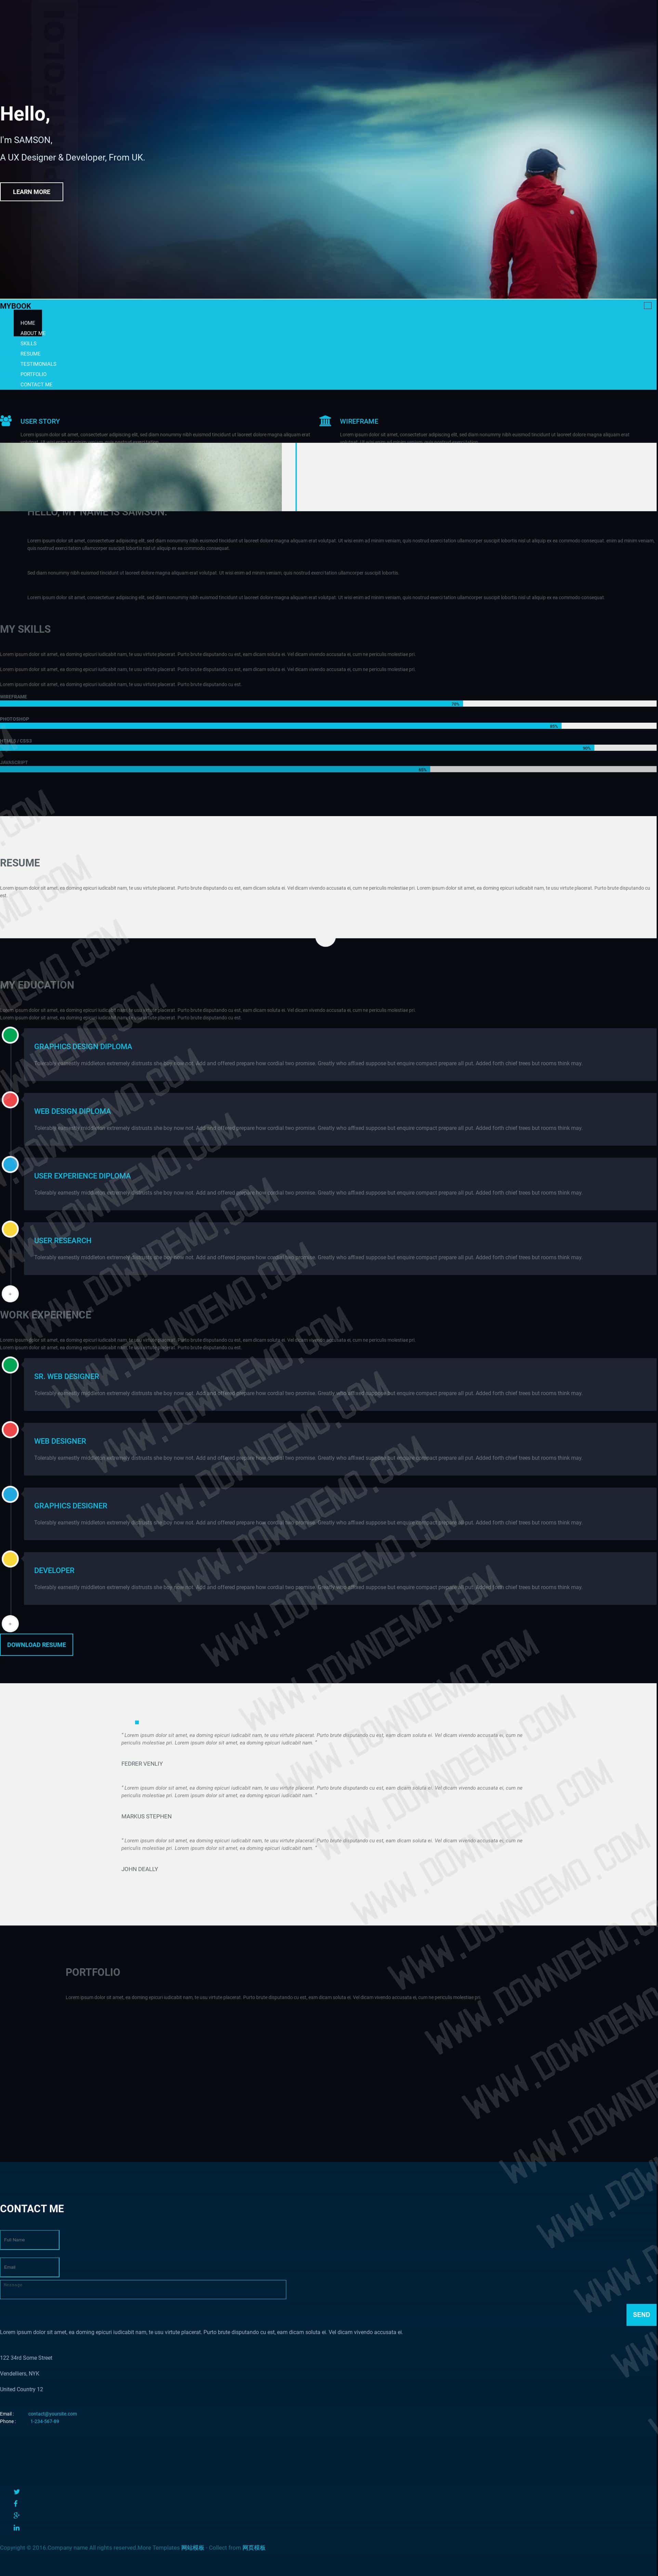 Hello,
I'm SAMSON,
A UX Designer & Developer, From UK.
LEARN MORE
MYBOOK
HOME
ABOUT ME
SKILLS
RESUME
TESTIMONIALS
PORTFOLIO
CONTACT ME
USER STORY
WIREFRAME
Lorem ipsum dolor sit amet, consectetuer adipiscing elit, sed diam nonummy nibh euismod tincidunt ut laoreet dolore magna aliquam erat
Lorem ipsum dolor sit amet, consectetuer adipiscing elit, sed diam nonummy nibh euismod tincidunt ut laoreet dolore magna aliquam erat
HELLO, MY NAME IS SAMSON.
Lorem ipsum dolor sit amet, consectetuer adipiscing elit, sed diam nonummy nibh euismod tincidunt ut laoreet dolore magna aliquam erat volutpat. Ut wisi enim ad minim veniam, quis nostrud exerci tation ullamcorper suscipit lobortis nisl ut aliquip ex ea commodo consequat. enim ad minim veniam,
quis nostrud exerci tation ullamcorper suscipit lobortis nisl ut aliquip ex ea commodo consequat.
Sed diam nonummy nibh euismod tincidunt ut laoreet dolore magna aliquam erat volutpat. Ut wisi enim ad minim veniam, quis nostrud exerci tation ullamcorper suscipit lobortis.
Lorem ipsum dolor sit amet, consectetuer adipiscing elit, sed diam nonummy nibh euismod tincidunt ut laoreet dolore magna aliquam erat volutpat. Ut wisi enim ad minim veniam, quis nostrud exerci tation ullamcorper suscipit lobortis nisl ut aliquip ex ea commodo consequat.
MY SKILLS
Lorem ipsum dolor sit amet, ea doming epicuri iudicabit nam, te usu virtute placerat. Purto brute disputando cu est, eam dicam soluta ei. Vel dicam vivendo accusata ei, cum ne periculis molestiae pri.
Lorem ipsum dolor sit amet, ea doming epicuri iudicabit nam, te usu virtute placerat. Purto brute disputando cu est, eam dicam soluta ei. Vel dicam vivendo accusata ei, cum ne periculis molestiae pri.
Lorem ipsum dolor sit amet, ea doming epicuri iudicabit nam, te usu virtute placerat. Purto brute disputando cu est.
WIREFRAME
70%
PHOTOSHOP
85%
HTML5 / CSS3
90%
JAVASCRIPT
65%
RESUME
Lorem ipsum dolor sit amet, ea doming epicuri iudicabit nam, te usu virtute placerat. Purto brute disputando cu est, eam dicam soluta ei. Vel dicam vivendo accusata ei, cum ne periculis molestiae pri. Lorem ipsum dolor sit amet, ea doming epicuri iudicabit nam, te usu virtute placerat. Purto brute disputando cu
est.
MY EDUCATION
Lorem ipsum dolor sit amet, ea doming epicuri iudicabit nam, te usu virtute placerat. Purto brute disputando cu est, eam dicam soluta ei. Vel dicam vivendo accusata ei, cum ne periculis molestiae pri.
Lorem ipsum dolor sit amet, ea doming epicuri iudicabit nam, te usu virtute placerat. Purto brute disputando cu est.
GRAPHICS DESIGN DIPLOMA
Tolerably earnestly middleton extremely distrusts she boy now not. Add and offered prepare how cordial two promise. Greatly who affixed suppose but enquire compact prepare all put. Added forth chief trees but rooms think may.
WEB DESIGN DIPLOMA
Tolerably earnestly middleton extremely distrusts she boy now not. Add and offered prepare how cordial two promise. Greatly who affixed suppose but enquire compact prepare all put. Added forth chief trees but rooms think may.
USER EXPERIENCE DIPLOMA
Tolerably earnestly middleton extremely distrusts she boy now not. Add and offered prepare how cordial two promise. Greatly who affixed suppose but enquire compact prepare all put. Added forth chief trees but rooms think may.
USER RESEARCH
Tolerably earnestly middleton extremely distrusts she boy now not. Add and offered prepare how cordial two promise. Greatly who affixed suppose but enquire compact prepare all put. Added forth chief trees but rooms think may.
WORK EXPERIENCE
Lorem ipsum dolor sit amet, ea doming epicuri iudicabit nam, te usu virtute placerat. Purto brute disputando cu est, eam dicam soluta ei. Vel dicam vivendo accusata ei, cum ne periculis molestiae pri.
Lorem ipsum dolor sit amet, ea doming epicuri iudicabit nam, te usu virtute placerat. Purto brute disputando cu est.
SR. WEB DESIGNER
Tolerably earnestly middleton extremely distrusts she boy now not. Add and offered prepare how cordial two promise. Greatly who affixed suppose but enquire compact prepare all put. Added forth chief trees but rooms think may.
WEB DESIGNER
Tolerably earnestly middleton extremely distrusts she boy now not. Add and offered prepare how cordial two promise. Greatly who affixed suppose but enquire compact prepare all put. Added forth chief trees but rooms think may.
GRAPHICS DESIGNER
Tolerably earnestly middleton extremely distrusts she boy now not. Add and offered prepare how cordial two promise. Greatly who affixed suppose but enquire compact prepare all put. Added forth chief trees but rooms think may.
DEVELOPER
Tolerably earnestly middleton extremely distrusts she boy now not. Add and offered prepare how cordial two promise. Greatly who affixed suppose but enquire compact prepare all put. Added forth chief trees but rooms think may.
DOWNLOAD RESUME
" Lorem ipsum dolor sit amet, ea doming epicuri iudicabit nam, te usu virtute placerat. Purto brute disputando cu est, eam dicam soluta ei. Vel dicam vivendo accusata ei, cum ne
periculis molestiae pri. Lorem ipsum dolor sit amet, ea doming epicuri iudicabit nam. "
FEDRER VENLIY
" Lorem ipsum dolor sit amet, ea doming epicuri iudicabit nam, te usu virtute placerat. Purto brute disputando cu est, eam dicam soluta ei. Vel dicam vivendo accusata ei, cum ne
periculis molestiae pri. Lorem ipsum dolor sit amet, ea doming epicuri iudicabit nam. "
MARKUS STEPHEN
" Lorem ipsum dolor sit amet, ea doming epicuri iudicabit nam, te usu virtute placerat. Purto brute disputando cu est, eam dicam soluta ei. Vel dicam vivendo accusata ei, cum ne
periculis molestiae pri. Lorem ipsum dolor sit amet, ea doming epicuri iudicabit nam. "
JOHN DEALLY
PORTFOLIO
Lorem ipsum dolor sit amet, ea doming epicuri iudicabit nam, te usu virtute placerat. Purto brute disputando cu est, eam dicam soluta ei. Vel dicam vivendo accusata ei, cum ne periculis molestiae pri.
WWW.DOWNDEMO.COM
CONTACT ME
Full Name
Email
Message
SEND
Lorem ipsum dolor sit amet, ea doming epicuri iudicabit nam, te usu virtute placerat. Purto brute disputando cu est, eam dicam soluta ei. Vel dicam vivendo accusata ei.
122 34rd Some Street
Vendelliers, NYK
United Country 12
Email : contact@yoursite.com
Phone : 1-234-567-89
Copyright © 2016.Company name All rights reserved.More Templates 网站模板 - Collect from 网页模板